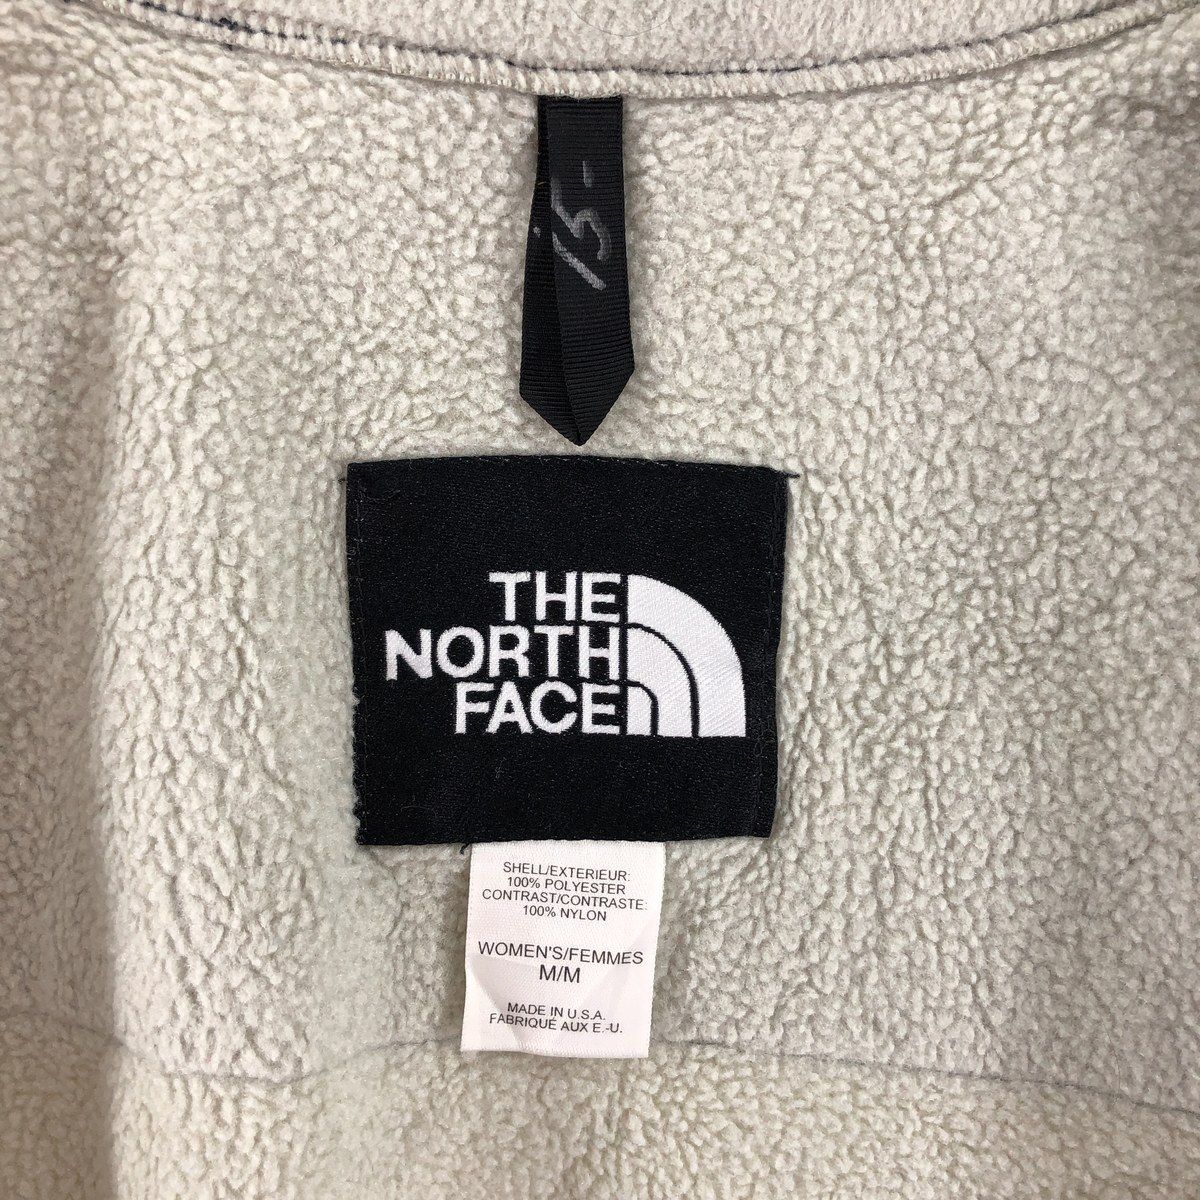 15-
THE
NORTH
FACE
SHELL/EXTERIEUR:
100% POLYESTER
CONTRAST/CONTRASTE:
100% NYLON
WOMEN'S/FEMMES
M/M
MADE IN U.S.A.
FABRIQUÉ AUX E.-U.